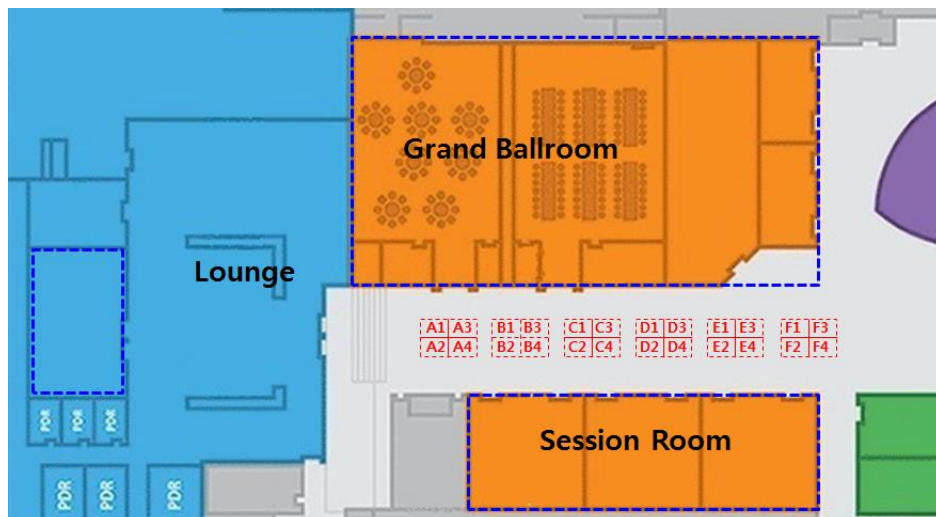 Grand Ballroom
Lounge
A1 A3 B1 B3 C1 C3 D1 D3 E1 E3 F1 F3
A2 A4 B2 B4 C2 C4 D2 D4 E2 E4 F2 F4
PDR PDR PDR
Session Room
PDR PDR PDR